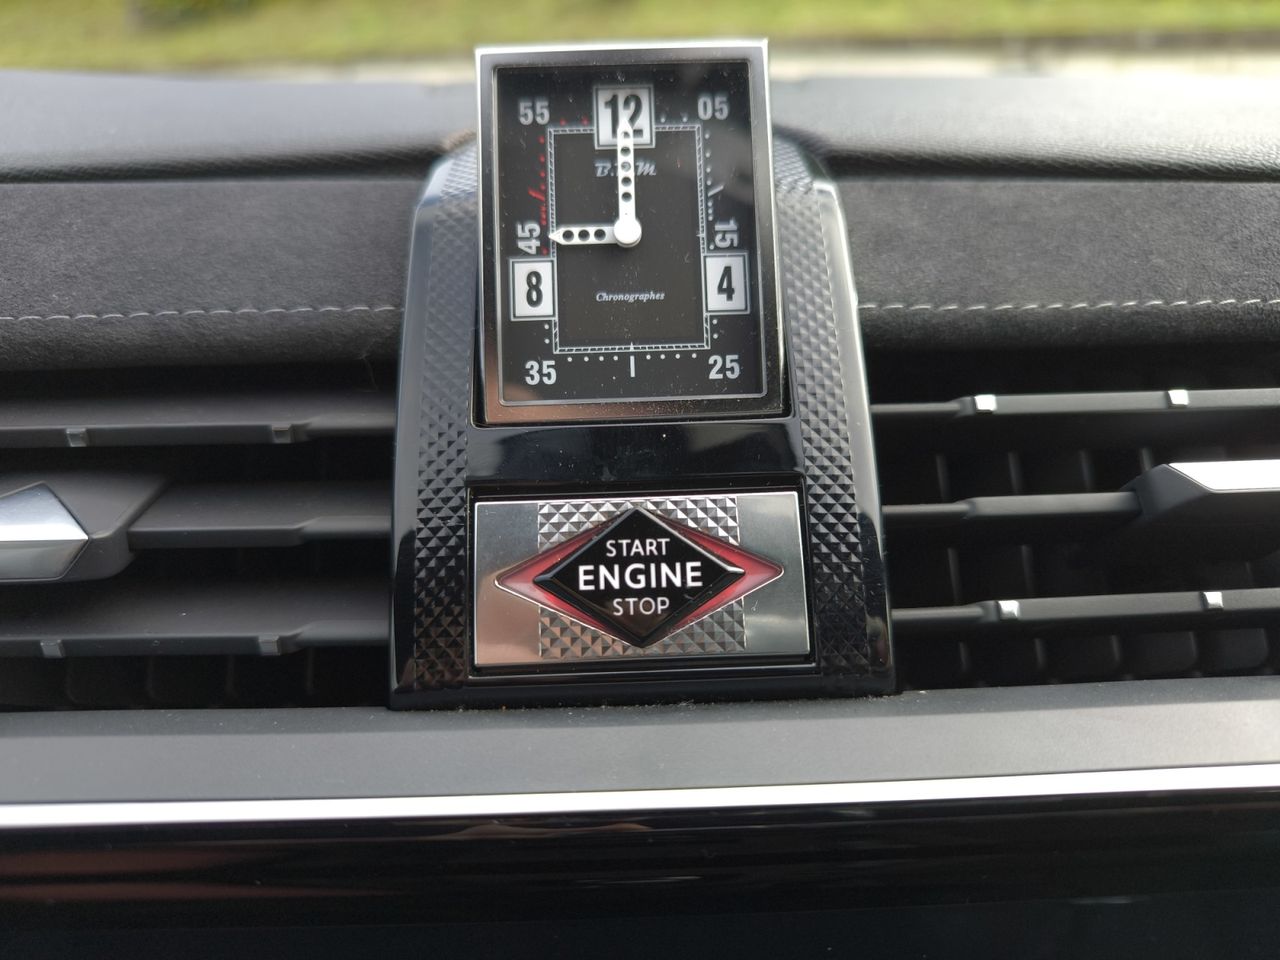 55 12 05
45 15
8 4
Chronographes
35 25
START
ENGINE
STOP